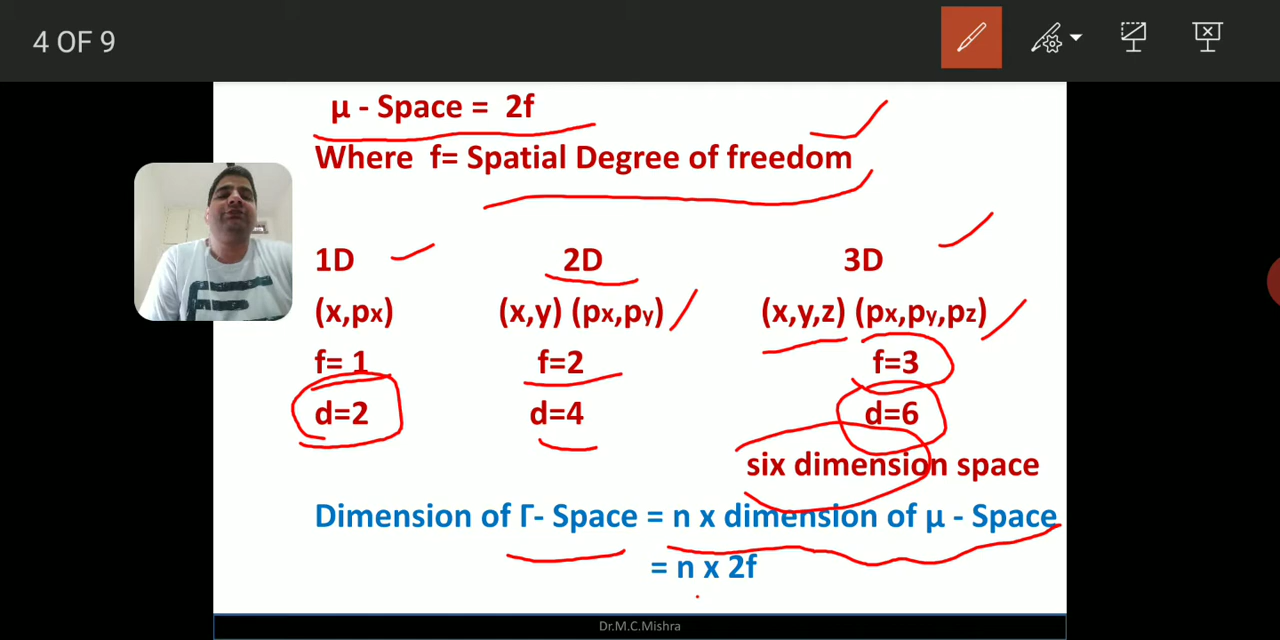 4 OF 9
μ - Space = 2f
Where f= Spatial Degree of freedom
1D 2D 3D
(x,px) (x,y) (px,py) (x,y,z) (px,py,pz)
f= 1 f=2 f=3
d=2 d=4 d=6
six dimension space
Dimension of Γ- Space = n x dimension of μ - Space
= n x 2f
Dr.M.C.Mishra